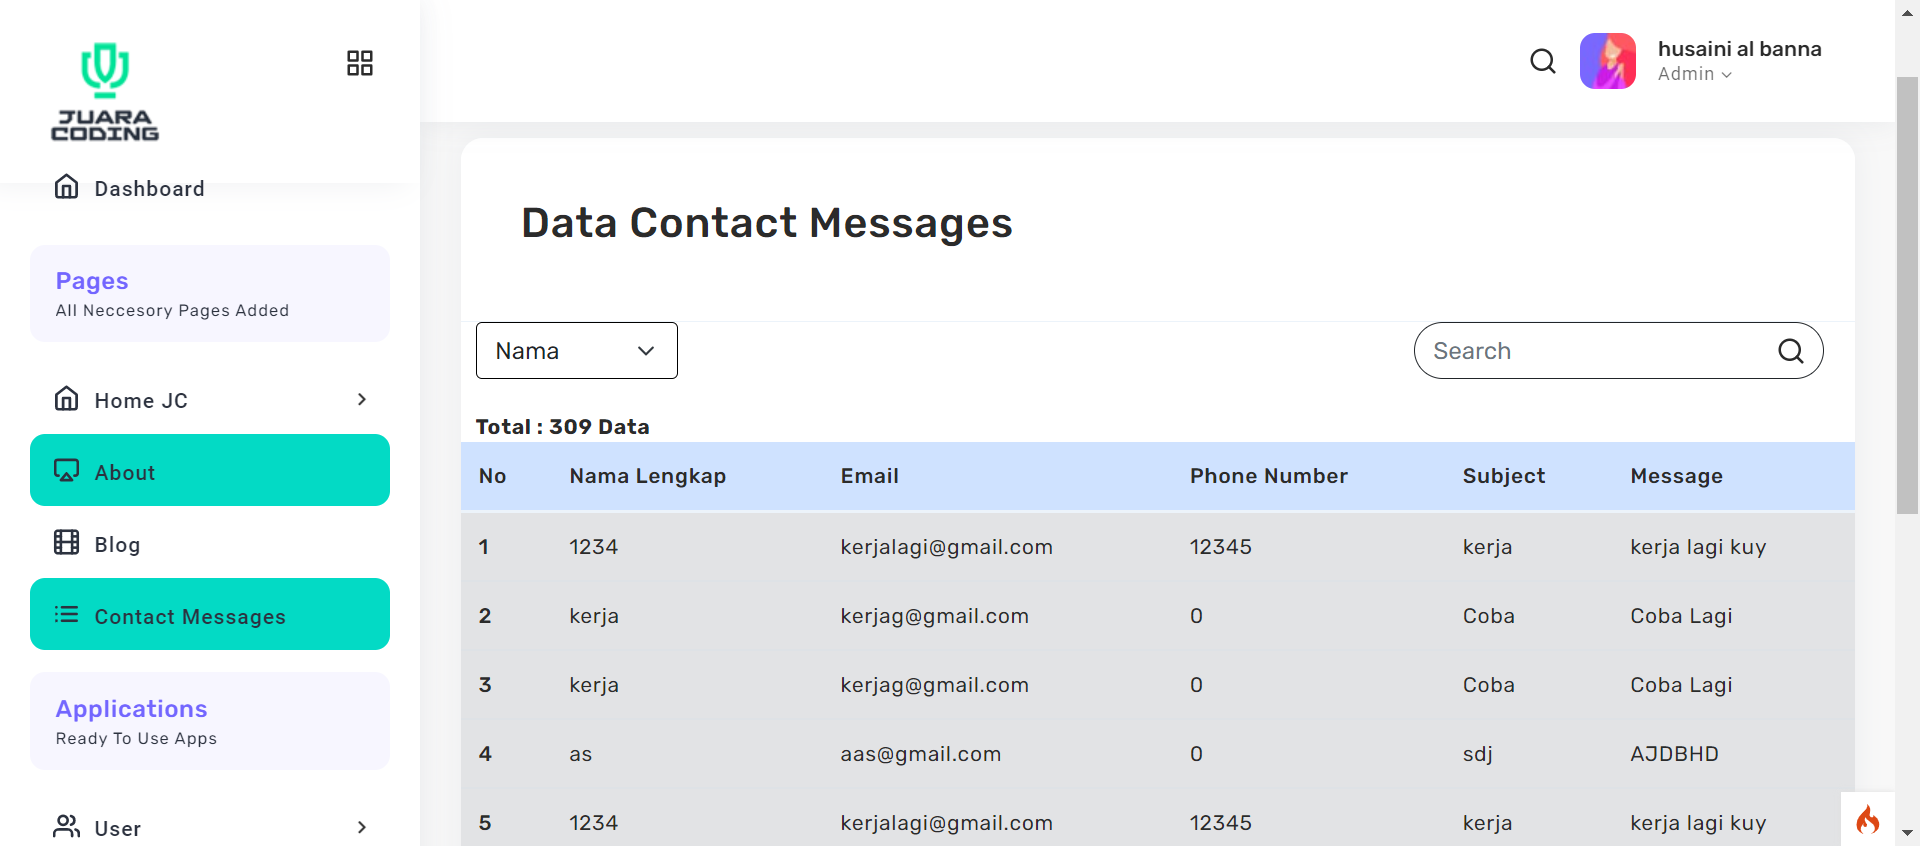 JUARA
CODING
husaini al banna
Admin
Dashboard
Pages
All Neccesory Pages Added
Home JC
About
Blog
Contact Messages
Applications
Ready To Use Apps
User
Data Contact Messages
Nama
Search
Total : 309 Data
No Nama Lengkap Email Phone Number Subject Message
1 1234 kerjalagi@gmail.com 12345 kerja kerja lagi kuy
2 kerja kerjag@gmail.com 0 Coba Coba Lagi
3 kerja kerjag@gmail.com 0 Coba Coba Lagi
4 as aas@gmail.com 0 sdj AJDBHD
5 1234 kerjalagi@gmail.com 12345 kerja kerja lagi kuy